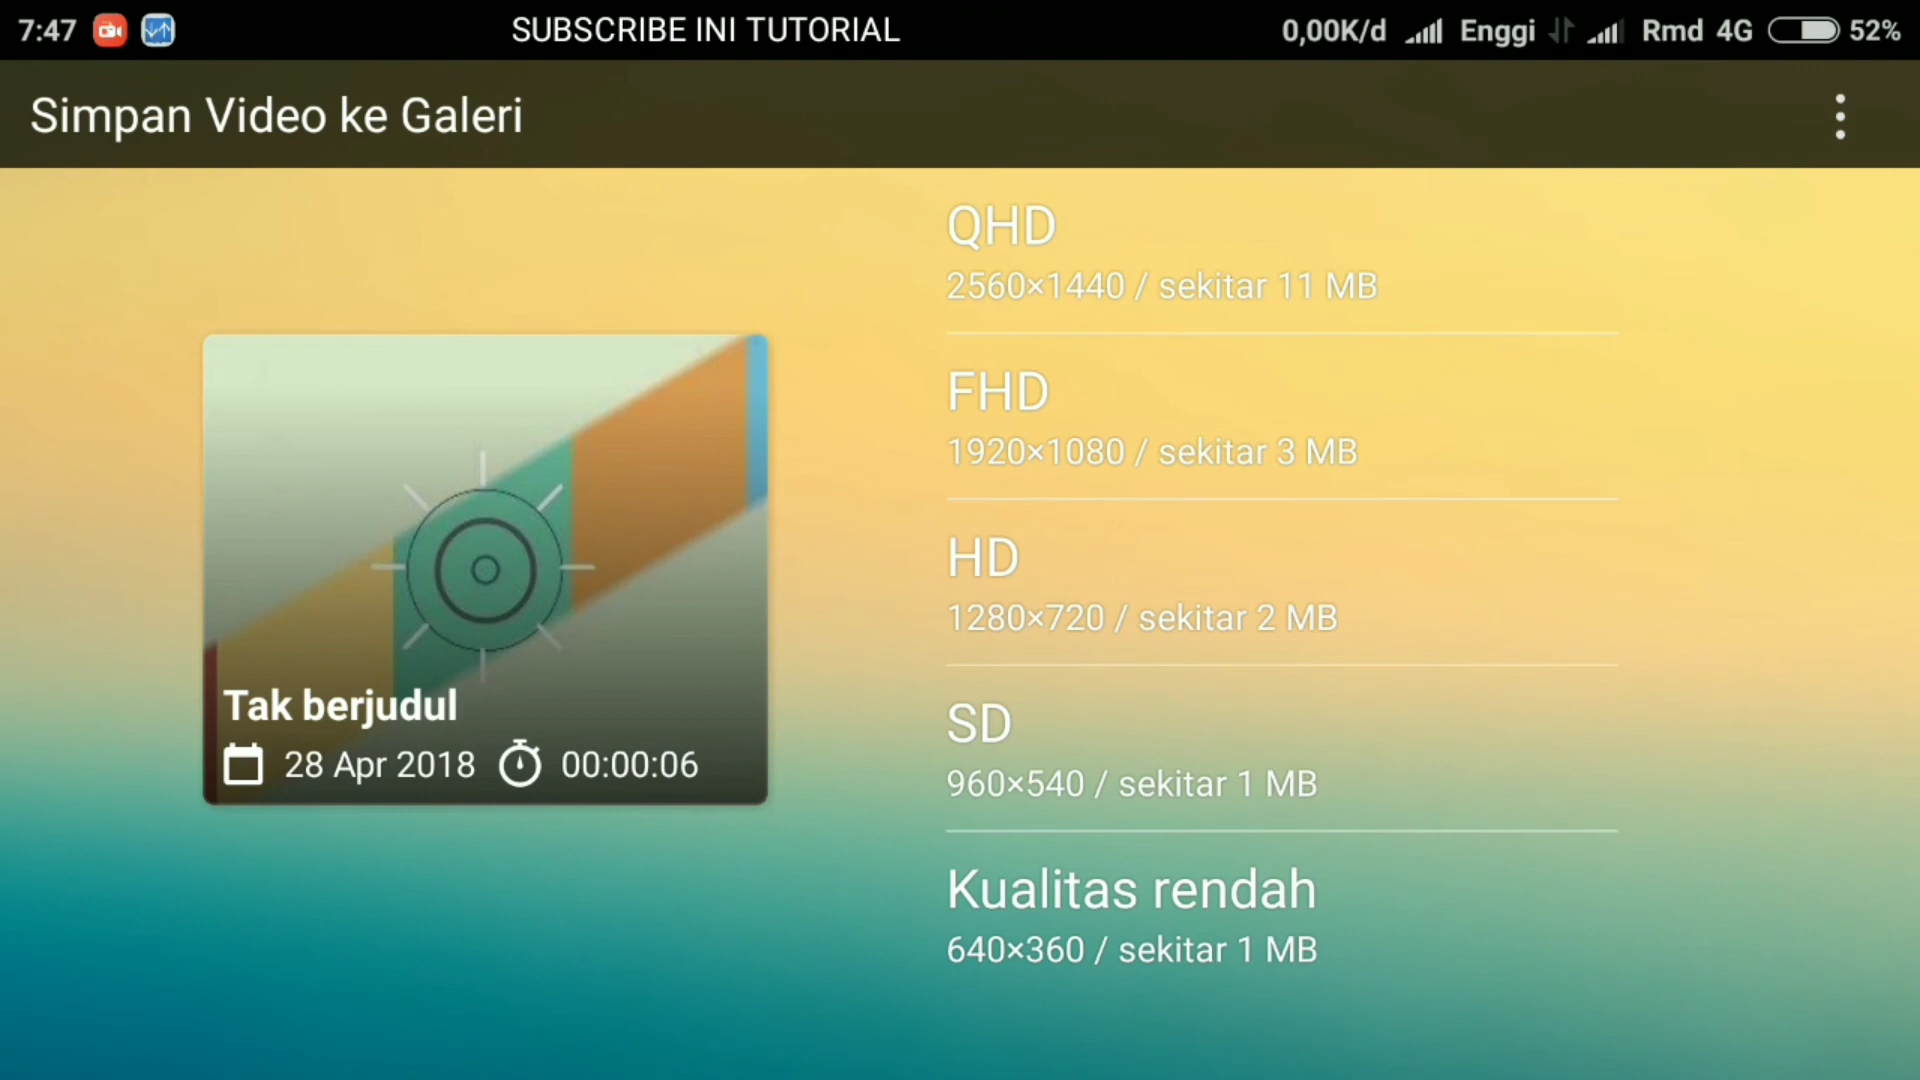 7:47 SUBSCRIBE INI TUTORIAL 0,00K/d Enggi Rmd 4G 52%
Simpan Video ke Galeri
Tak berjudul
28 Apr 2018 00:00:06
QHD
2560×1440 / sekitar 11 MB
FHD
1920×1080 / sekitar 3 MB
HD
1280×720 / sekitar 2 MB
SD
960×540 / sekitar 1 MB
Kualitas rendah
640×360 / sekitar 1 MB